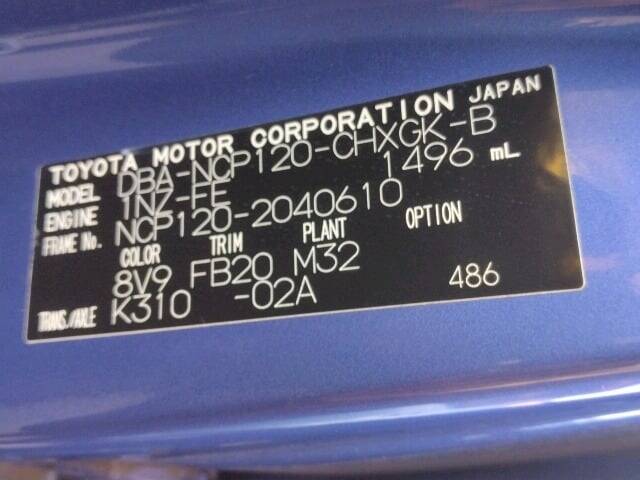 TOYOTA MOTOR CORPORATION JAPAN
MODEL DBA-NCP120-CHXGK-B
ENGINE 1NZ-FE 1496 mL
FRAME No. NCP120-2040610
COLOR TRIM PLANT OPTION
8V9 FB20 M32
TRANS./AXLE K310 -02A 486